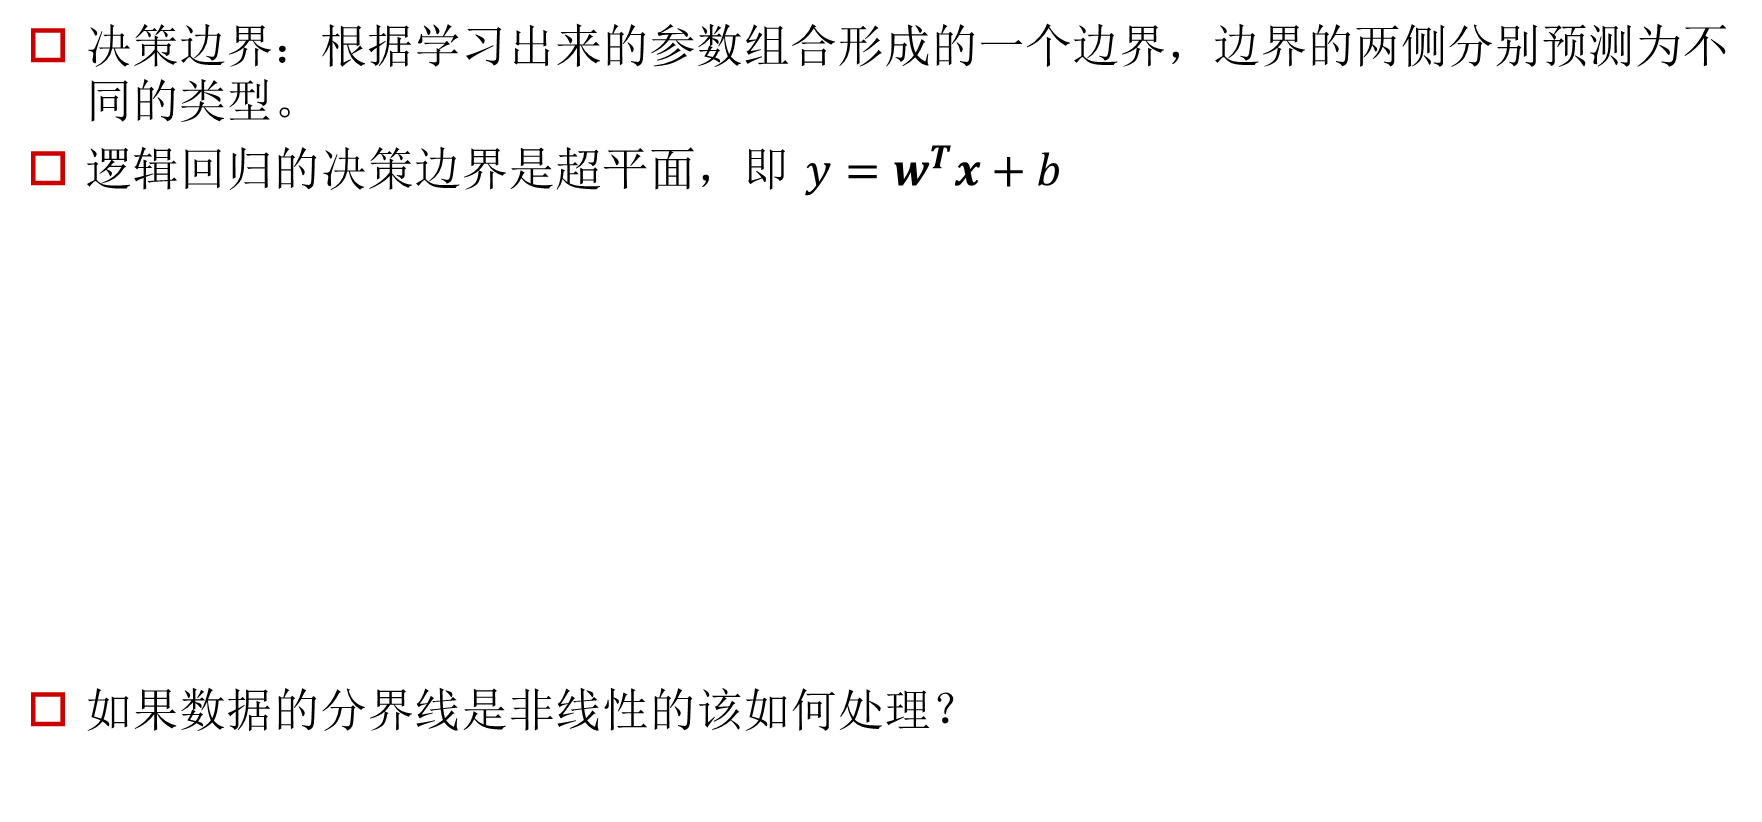 决策边界：根据学习出来的参数组合形成的一个边界，边界的两侧分别预测为不
同的类型。
逻辑回归的决策边界是超平面，即 y = wᵀx + b
如果数据的分界线是非线性的该如何处理？